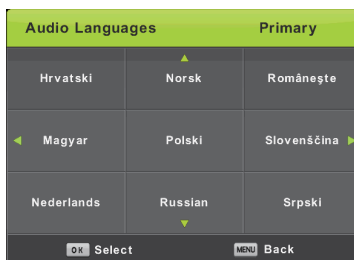 Audio Languages Primary
Hrvatski Norsk Românește
Magyar Polski Slovenščina
Nederlands Russian Srpski
OK Select MENU Back